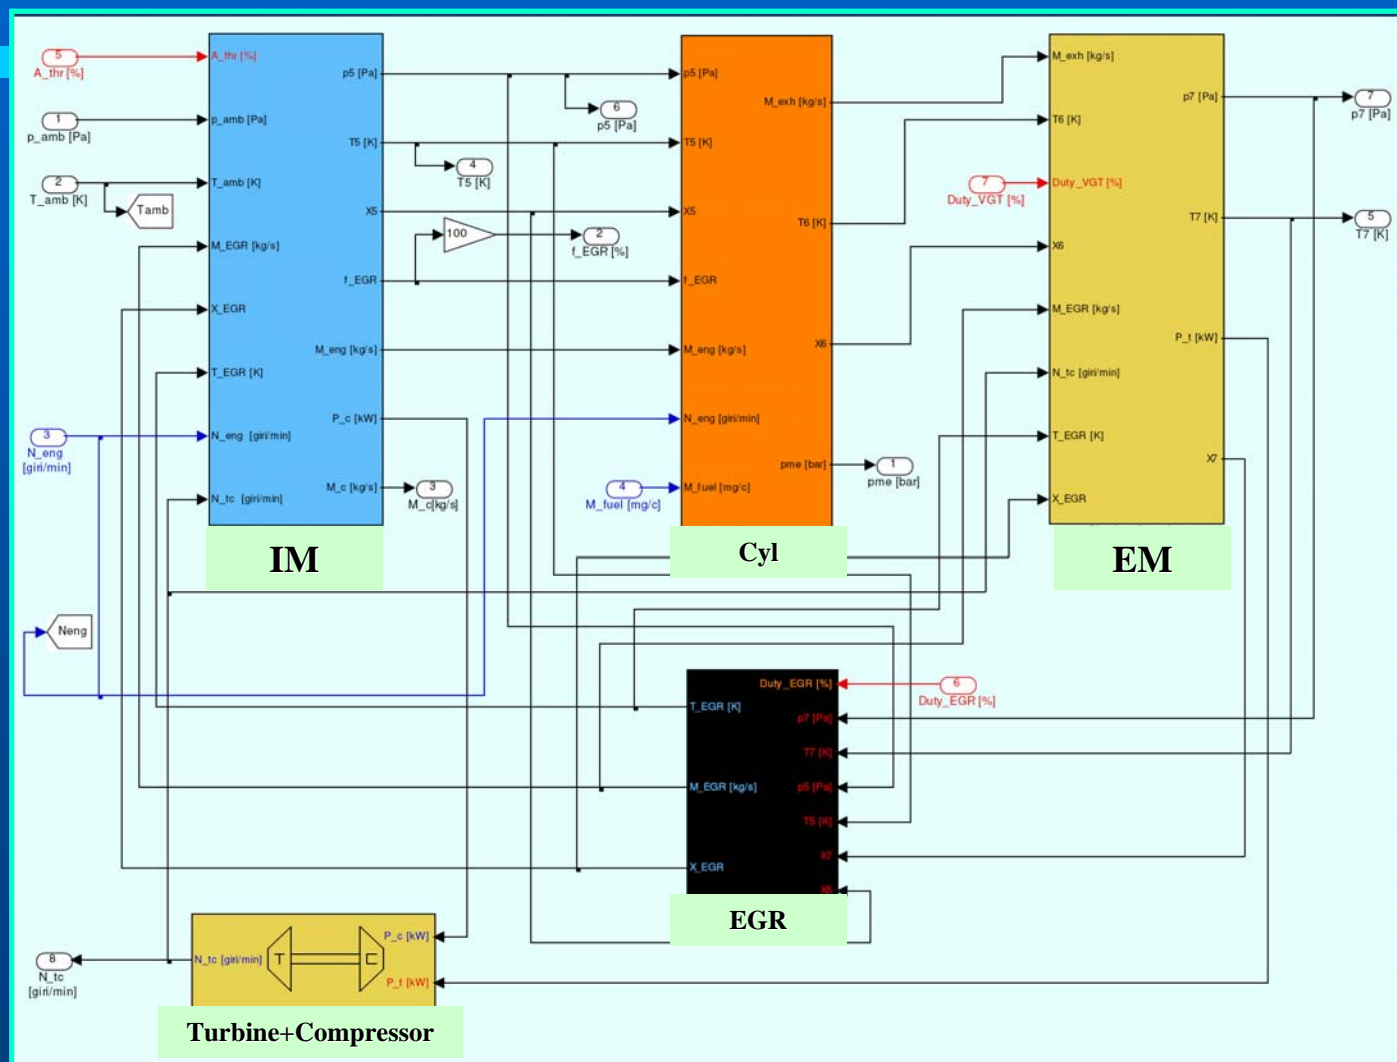 5
A_thr [%]
1
p_amb [Pa]
2
T_amb [K]
Tamb
3
N_eng
[giri/min]
Neng
A_thr [%]
p_amb [Pa]
T_amb [K]
M_EGR [kg/s]
X_EGR
T_EGR [K]
N_eng [giri/min]
N_tc [giri/min]
p5 [Pa]
T5 [K]
X5
f_EGR
M_eng [kg/s]
P_c [kW]
M_c [kg/s]
IM
6
p5 [Pa]
4
T5 [K]
100
2
f_EGR [%]
3
M_c[kg/s]
4
M_fuel [mg/c]
p5 [Pa]
T5 [K]
X5
f_EGR
M_eng [kg/s]
N_eng [giri/min]
M_fuel [mg/c]
M_exh [kg/s]
T6 [K]
X6
pme [bar]
Cyl
1
pme [bar]
7
Duty_VGT [%]
M_exh [kg/s]
T6 [K]
Duty_VGT [%]
X6
M_EGR [kg/s]
N_tc [giri/min]
T_EGR [K]
X_EGR
p7 [Pa]
T7 [K]
P_t [kW]
X7
EM
7
p7 [Pa]
5
T7 [K]
6
Duty_EGR [%]
Duty_EGR [%]
p7 [Pa]
T7 [K]
p5 [Pa]
T5 [K]
X7
X5
T_EGR [K]
M_EGR [kg/s]
X_EGR
EGR
8
N_tc
[giri/min]
N_tc [giri/min]
T
C
P_c [kW]
P_t [kW]
Turbine+Compressor